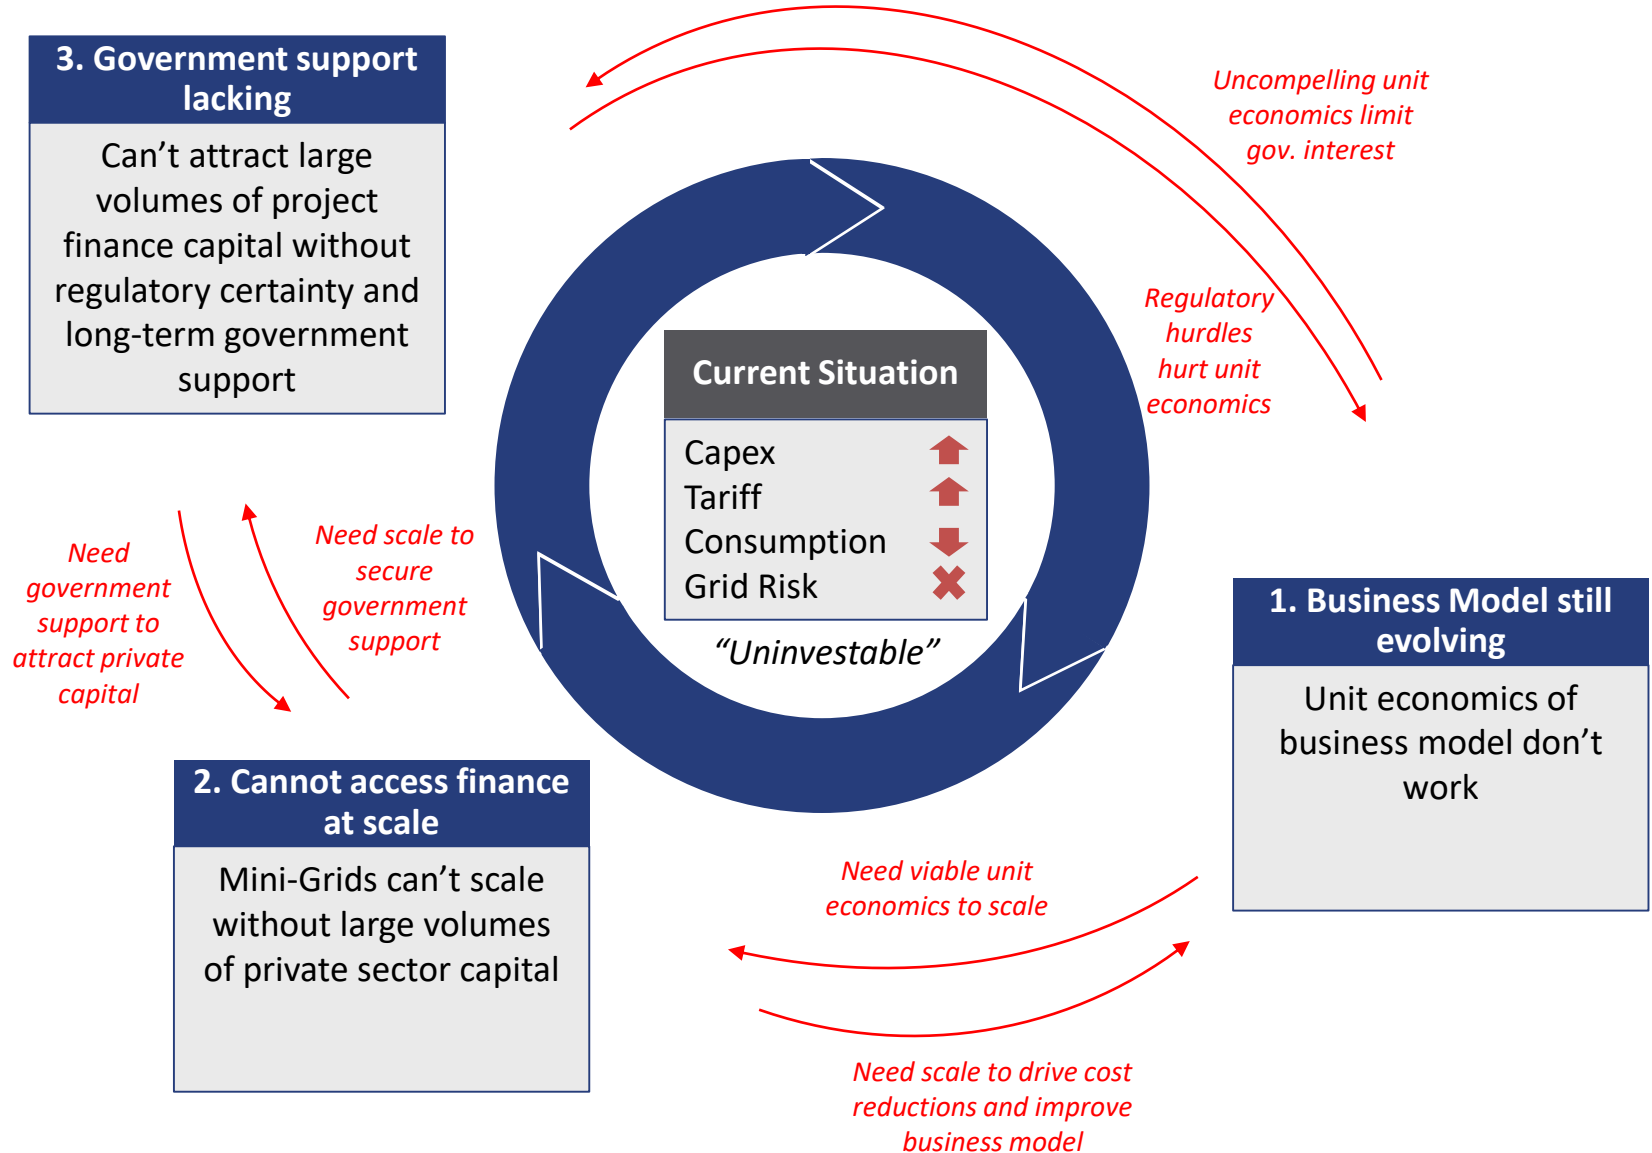 3. Government support
lacking
Can’t attract large
volumes of project
finance capital without
regulatory certainty and
long-term government
support
Uncompelling unit
economics limit
gov. interest
Regulatory
hurdles
hurt unit
economics
Current Situation
Capex
Tariff
Consumption
Grid Risk
“Uninvestable”
Need
government
support to
attract private
capital
Need scale to
secure
government
support
1. Business Model still
evolving
Unit economics of
business model don’t
work
2. Cannot access finance
at scale
Mini-Grids can’t scale
without large volumes
of private sector capital
Need viable unit
economics to scale
Need scale to drive cost
reductions and improve
business model